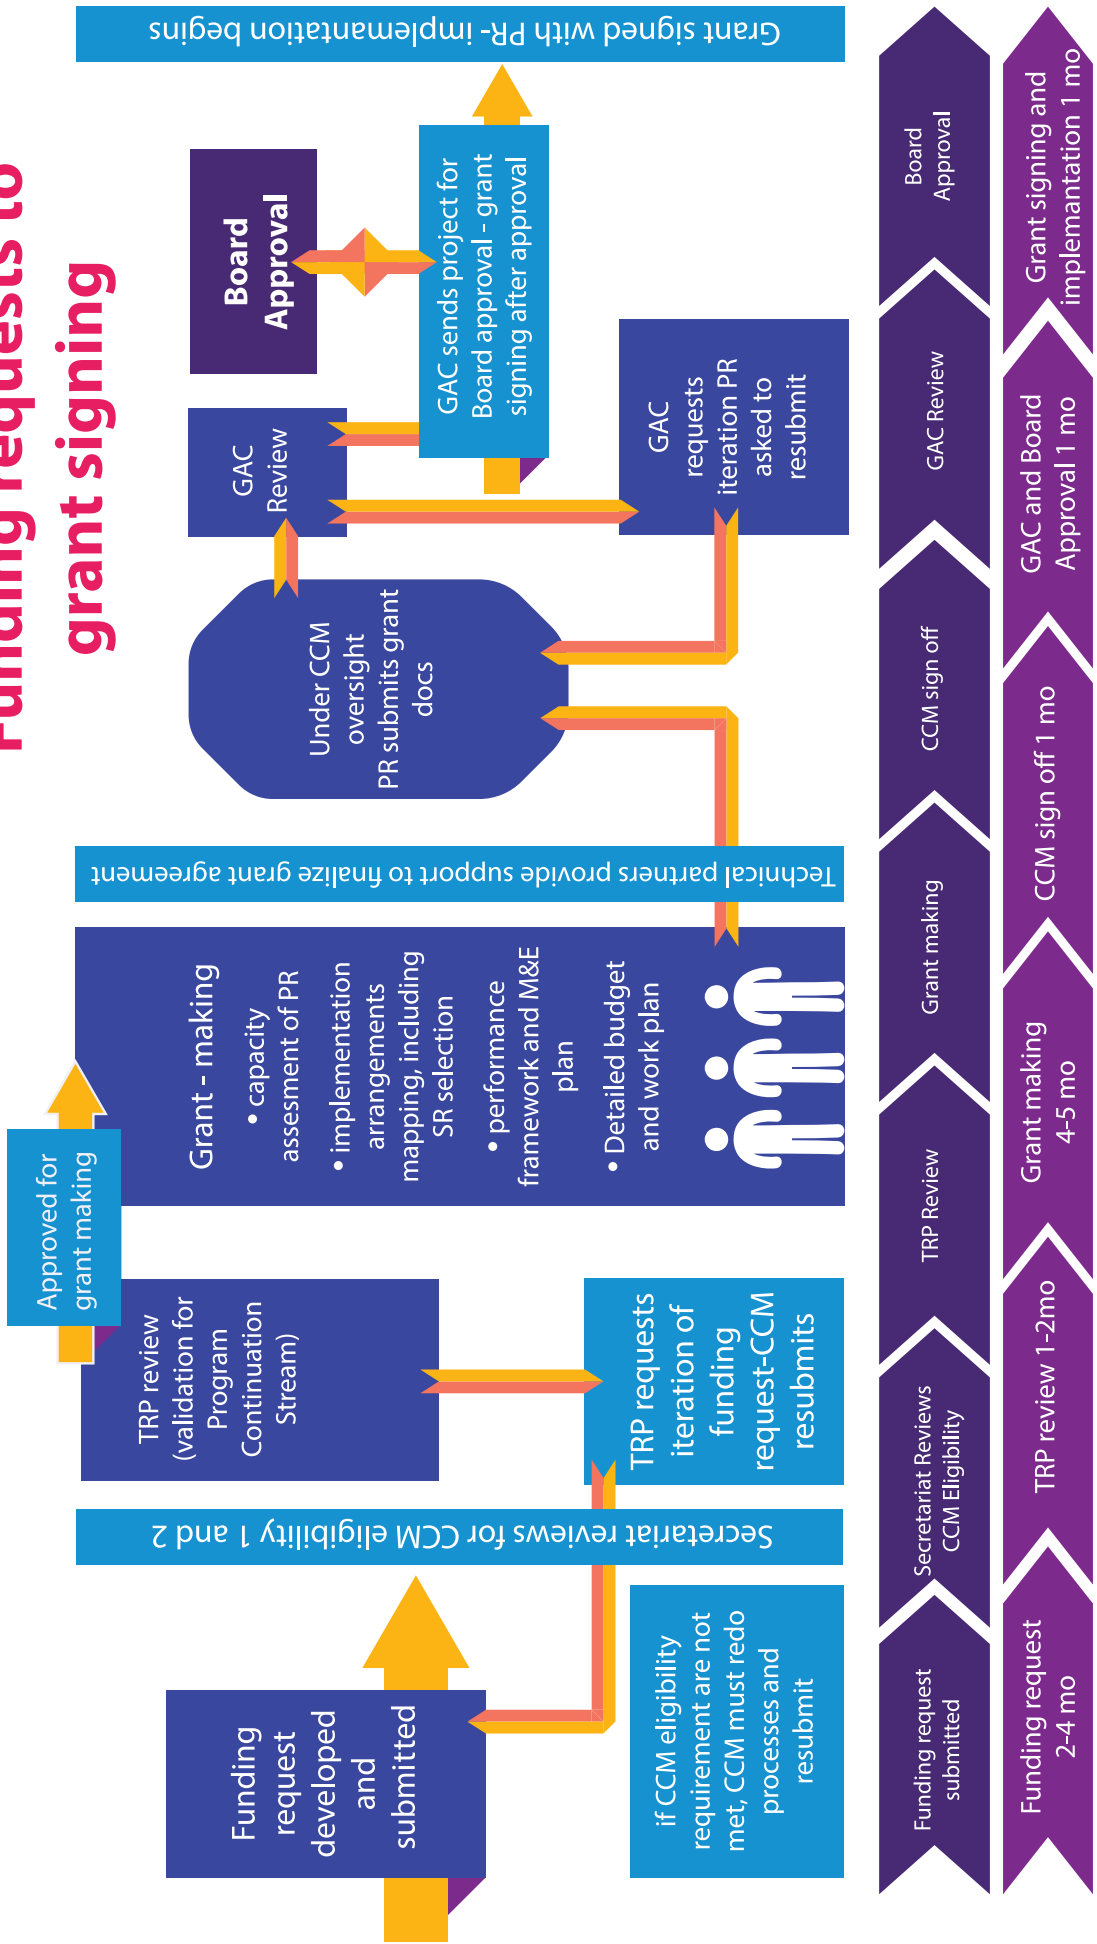 Funding requests to
grant signing
Funding
request
developed
and
submitted
if CCM eligibility
requirement are not
met, CCM must redo
processes and
resubmit
Secretariat reviews for CCM eligibility 1 and 2
TRP review
(validation for
Program
Continuation
Stream)
TRP requests
iteration of
funding
request-CCM
resubmits
Approved for
grant making
Grant - making
• capacity
assesment of PR
• implementation
arrangements
mapping, including
SR selection
• performance
framework and M&E
plan
• Detailed budget
and work plan
Technical partners provide support to finalize grant agreement
Under CCM
oversight
PR submits grant
docs
GAC
Review
GAC
requests
iteration PR
asked to
resubmit
Board
Approval
GAC sends project for
Board approval - grant
signing after approval
Grant signed with PR- implemantation begins
Funding request
submitted
Secretariat Reviews
CCM Eligibility
TRP Review
Grant making
CCM sign off
GAC Review
Board
Approval
Funding request
2-4 mo
TRP review 1-2mo
Grant making
4-5 mo
CCM sign off 1 mo
GAC and Board
Approval 1 mo
Grant signing and
implemantation 1 mo